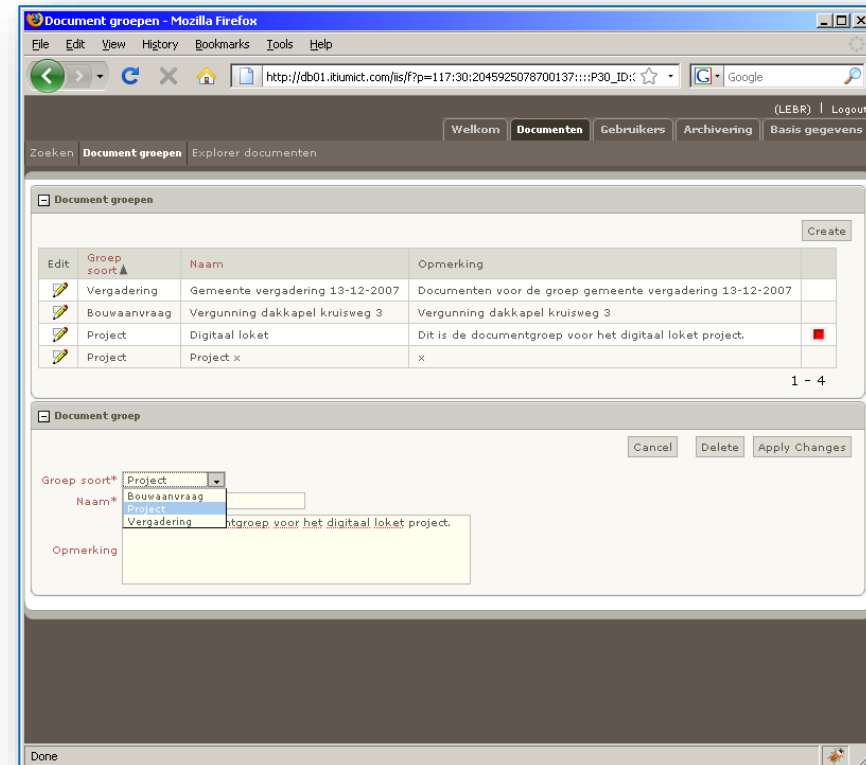 Document groepen - Mozilla Firefox
File Edit View History Bookmarks Tools Help
http://db01.itiumict.com/iis/f?p=117:30:2045925078700137::::P30_ID: G Google
(LEBR) | Logout
Welkom Documenten Gebruikers Archivering Basis gegevens
Zoeken Document groepen Explorer documenten
Document groepen
Create
Edit Groep soort Naam Opmerking
Vergadering Gemeente vergadering 13-12-2007 Documenten voor de groep gemeente vergadering 13-12-2007
Bouwaanvraag Vergunning dakkapel kruisweg 3 Vergunning dakkapel kruisweg 3
Project Digitaal loket Dit is de documentgroep voor het digitaal loket project.
Project Project x x
1 - 4
Document groep
Cancel Delete Apply Changes
Groep soort* Project
Bouwaanvraag
Naam*
Project
Vergadering
ntgroep voor het digitaal loket project.
Opmerking
Done